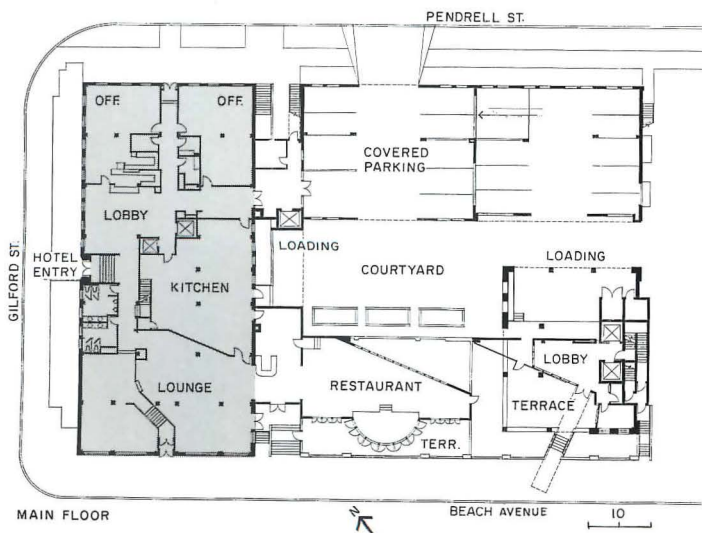 PENDRELL ST.
OFF.
OFF.
COVERED
PARKING
LOBBY
LOADING
LOADING
COURTYARD
GILFORD ST.
HOTEL
ENTRY
KITCHEN
LOBBY
LOUNGE
RESTAURANT
TERRACE
TERR.
MAIN FLOOR
N
BEACH AVENUE
10